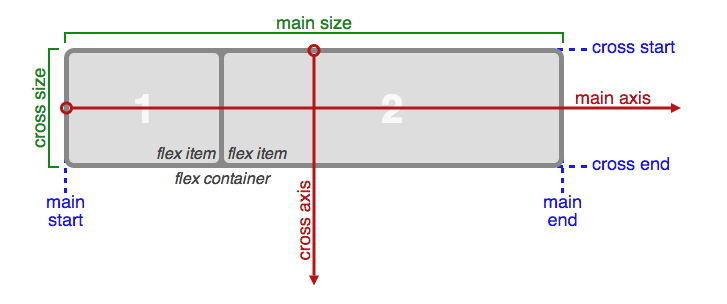 main size
cross size
cross start
1
2
main axis
flex item
flex item
cross end
flex container
cross axis
main
start
main
end